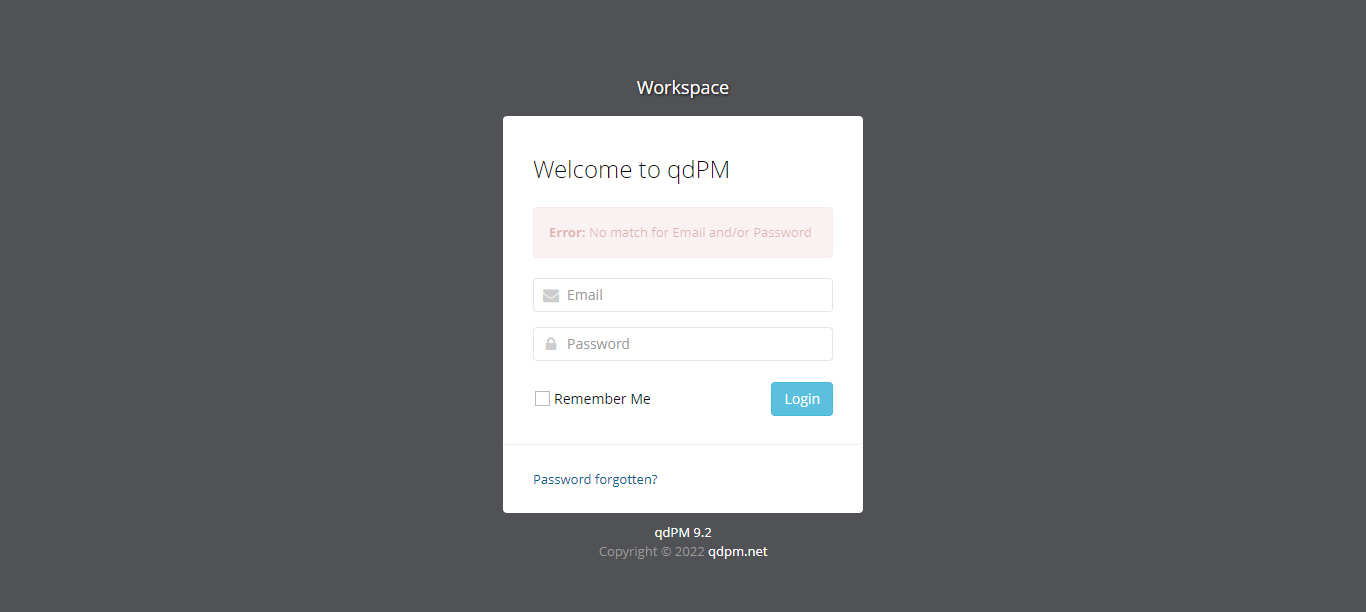 Workspace
Welcome to qdPM
Error: No match for Email and/or Password
Email
Password
Remember Me
Login
Password forgotten?
qdPM 9.2
Copyright © 2022 qdpm.net